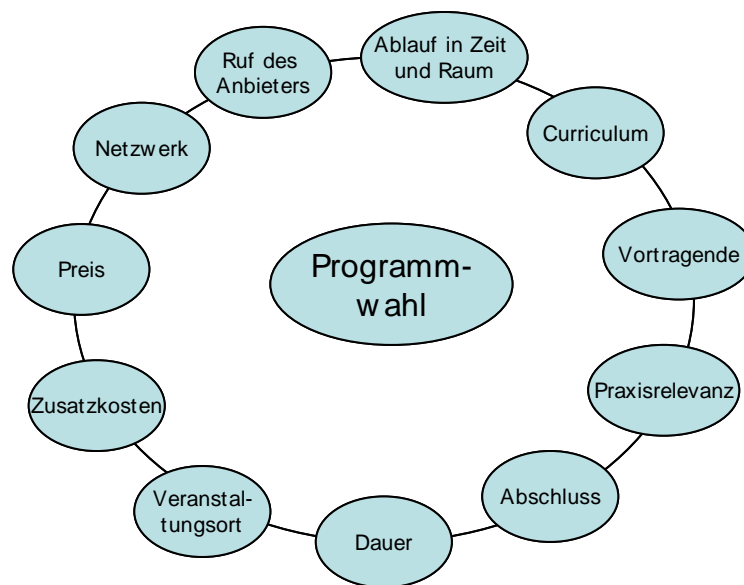 Ablauf in Zeit
und Raum
Ruf des
Anbieters
Curriculum
Netzwerk
Vortragende
Preis
Programm-
wahl
Praxisrelevanz
Zusatzkosten
Abschluss
Veranstal-
tungsort
Dauer